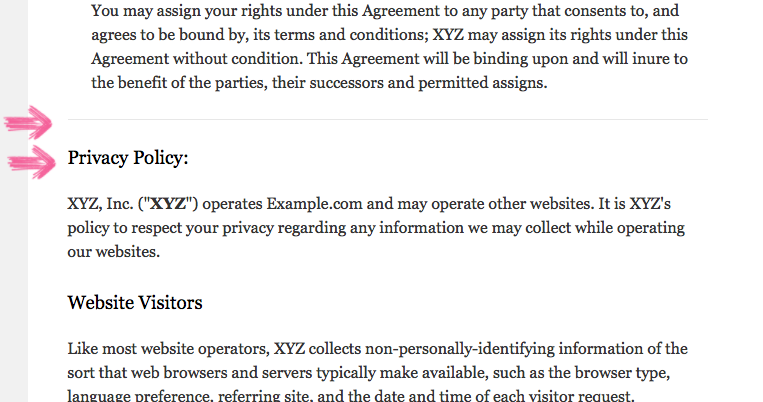 You may assign your rights under this Agreement to any party that consents to, and
agrees to be bound by, its terms and conditions; XYZ may assign its rights under this
Agreement without condition. This Agreement will be binding upon and will inure to
the benefit of the parties, their successors and permitted assigns.
Privacy Policy:
XYZ, Inc. ("XYZ") operates Example.com and may operate other websites. It is XYZ's
policy to respect your privacy regarding any information we may collect while operating
our websites.
Website Visitors
Like most website operators, XYZ collects non-personally-identifying information of the
sort that web browsers and servers typically make available, such as the browser type,
language preference, referring site, and the date and time of each visitor request.